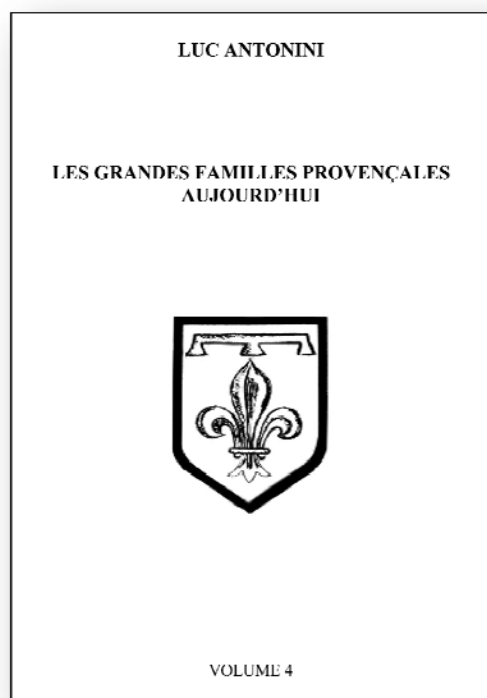 LUC ANTONINI
LES GRANDES FAMILLES PROVENÇALES
AUJOURD'HUI
VOLUME 4